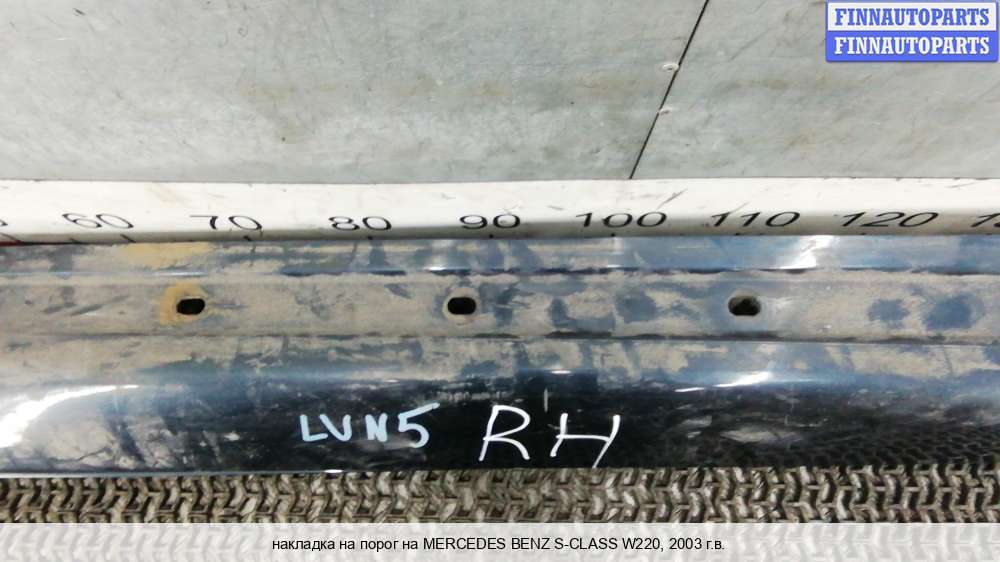 FINNAUTOPARTS
FINNAUTOPARTS
60 70 80 90 100 110 120
LVN5 RH
накладка на порог на MERCEDES BENZ S-CLASS W220, 2003 г.в.